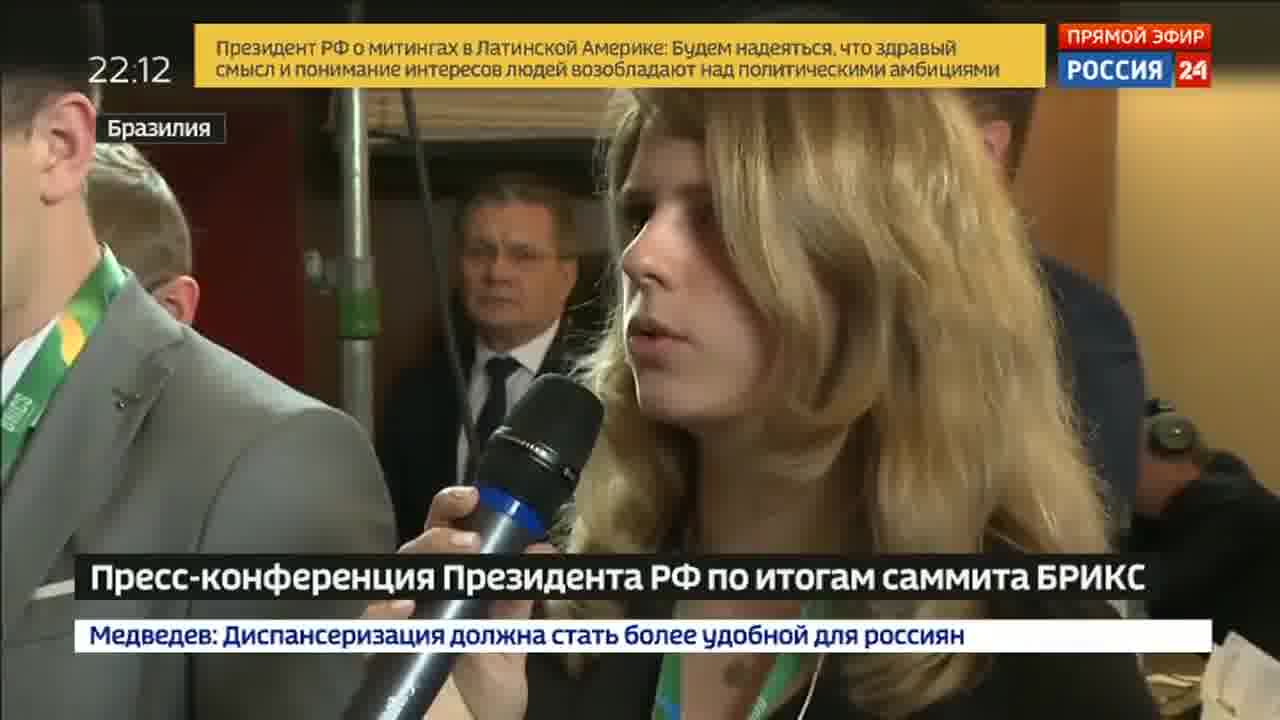 22:12
Президент РФ о митингах в Латинской Америке: Будем надеяться, что здравый
смысл и понимание интересов людей возобладают над политическими амбициями
ПРЯМОЙ ЭФИР
РОССИЯ 24
Бразилия
Пресс-конференция Президента РФ по итогам саммита БРИКС
Медведев: Диспансеризация должна стать более удобной для россиян